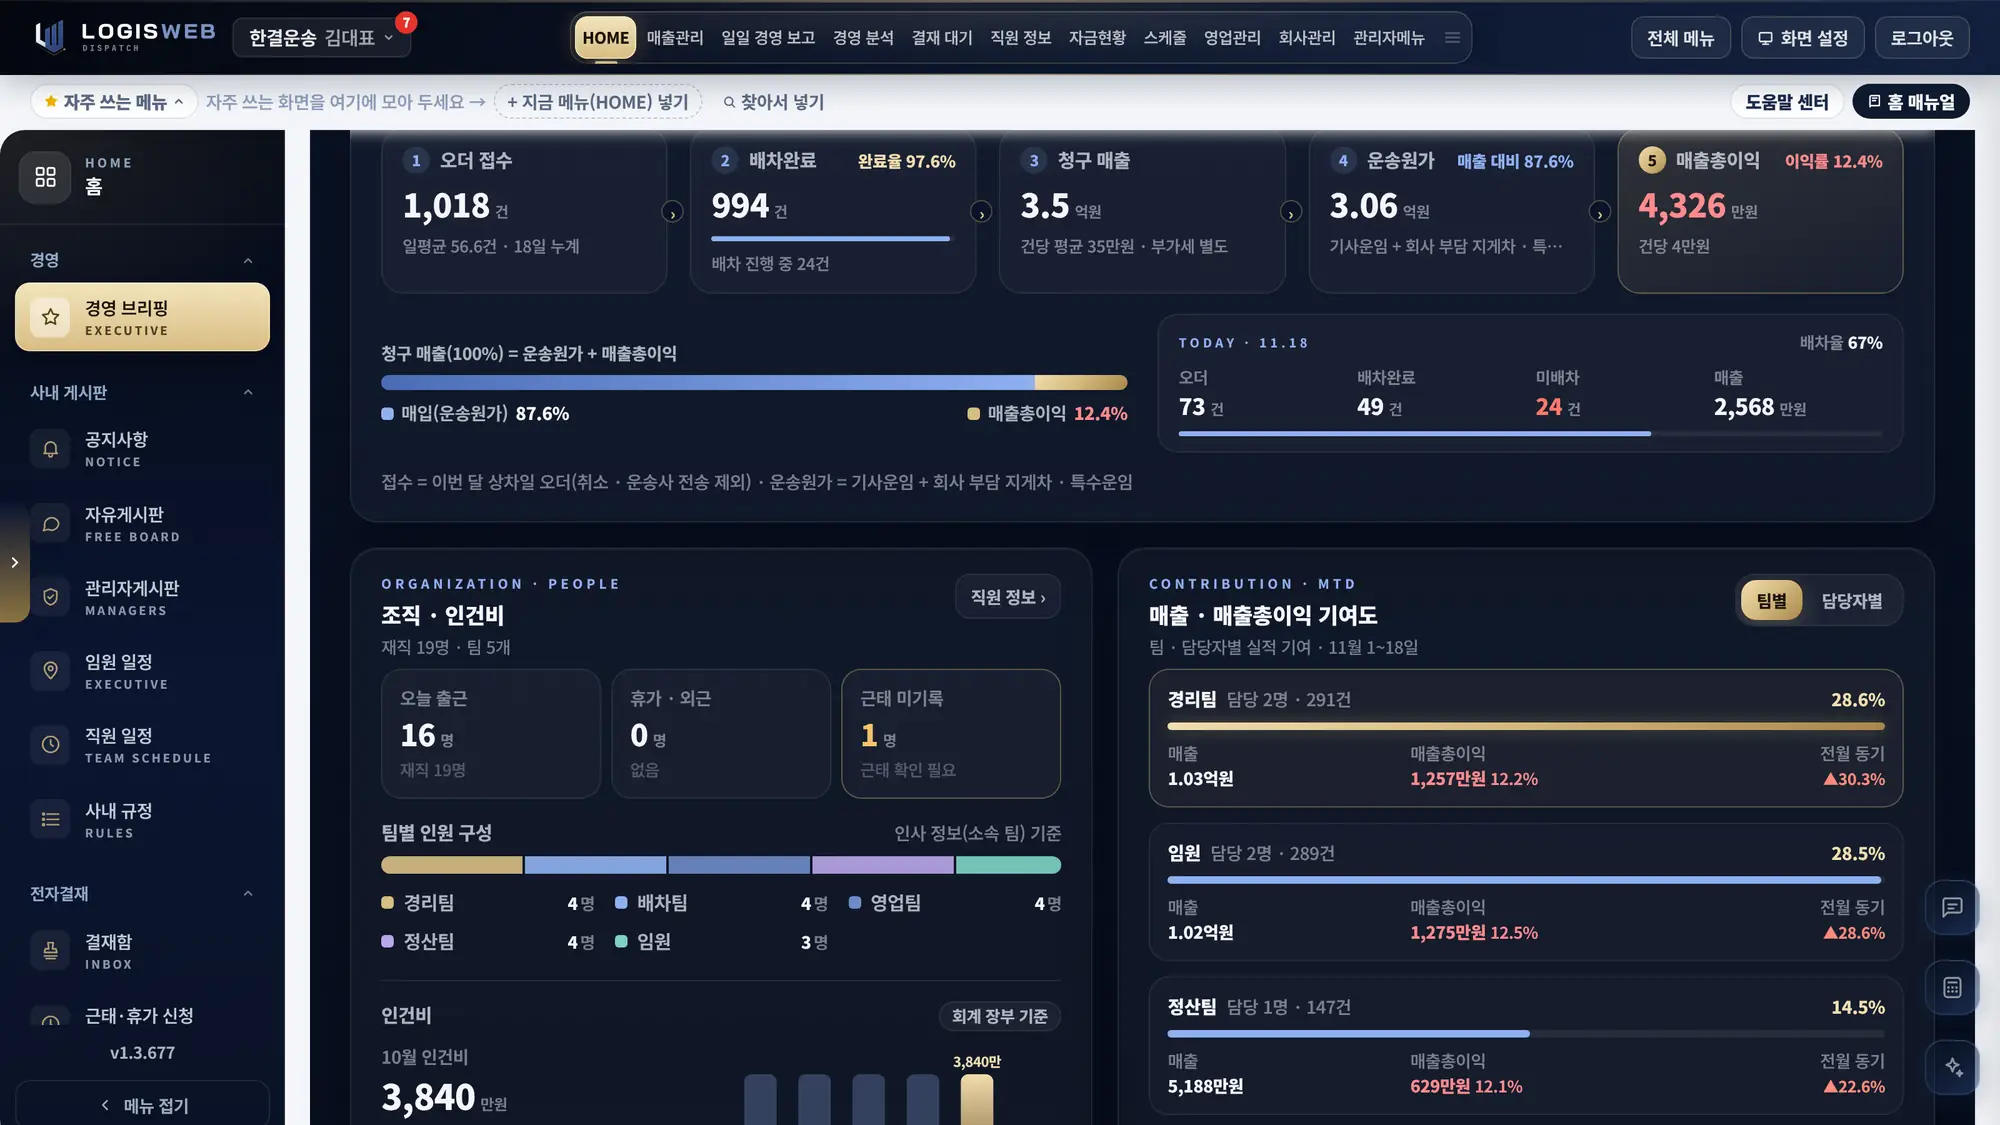 LOGISWEB
DISPATCH
한결운송 김대표
7
HOME 매출관리 일일 경영 보고 경영 분석 결재 대기 직원 정보 자금현황 스케줄 영업관리 회사관리 관리자메뉴
전체 메뉴
화면 설정
로그아웃
자주 쓰는 메뉴
자주 쓰는 화면을 여기에 모아 두세요 →
+ 지금 메뉴(HOME) 넣기
찾아서 넣기
도움말 센터
홈 매뉴얼
HOME
홈
경영
경영 브리핑
EXECUTIVE
사내 게시판
공지사항
NOTICE
자유게시판
FREE BOARD
관리자게시판
MANAGERS
임원 일정
EXECUTIVE
직원 일정
TEAM SCHEDULE
사내 규정
RULES
전자결재
결재함
INBOX
근태·휴가 신청
v1.3.677
메뉴 접기
1 오더 접수
1,018 건
일평균 56.6건 · 18일 누계
2 배차완료 완료율 97.6%
994 건
배차 진행 중 24건
3 청구 매출
3.5 억원
건당 평균 35만원 · 부가세 별도
4 운송원가 매출 대비 87.6%
3.06 억원
기사운임 + 회사 부담 지게차 · 특…
5 매출총이익 이익률 12.4%
4,326 만원
건당 4만원
청구 매출(100%) = 운송원가 + 매출총이익
매입(운송원가) 87.6%
매출총이익 12.4%
TODAY · 11.18
배차율 67%
오더 배차완료 미배차 매출
73 건 49 건 24 건 2,568 만원
접수 = 이번 달 상차일 오더(취소 · 운송사 전송 제외) · 운송원가 = 기사운임 + 회사 부담 지게차 · 특수운임
ORGANIZATION · PEOPLE
조직 · 인건비
재직 19명 · 팀 5개
직원 정보 ›
오늘 출근
16 명
재직 19명
휴가 · 외근
0 명
없음
근태 미기록
1 명
근태 확인 필요
팀별 인원 구성
인사 정보(소속 팀) 기준
경리팀 4 명 배차팀 4 명 영업팀 4 명
정산팀 4 명 임원 3 명
인건비
회계 장부 기준
10월 인건비
3,840 만원
3,840만
CONTRIBUTION · MTD
매출 · 매출총이익 기여도
팀 · 담당자별 실적 기여 · 11월 1~18일
팀별 담당자별
경리팀 담당 2명 · 291건 28.6%
매출 매출총이익 전월 동기
1.03억원 1,257만원 12.2% ▲30.3%
임원 담당 2명 · 289건 28.5%
매출 매출총이익 전월 동기
1.02억원 1,275만원 12.5% ▲28.6%
정산팀 담당 1명 · 147건 14.5%
매출 매출총이익 전월 동기
5,188만원 629만원 12.1% ▲22.6%